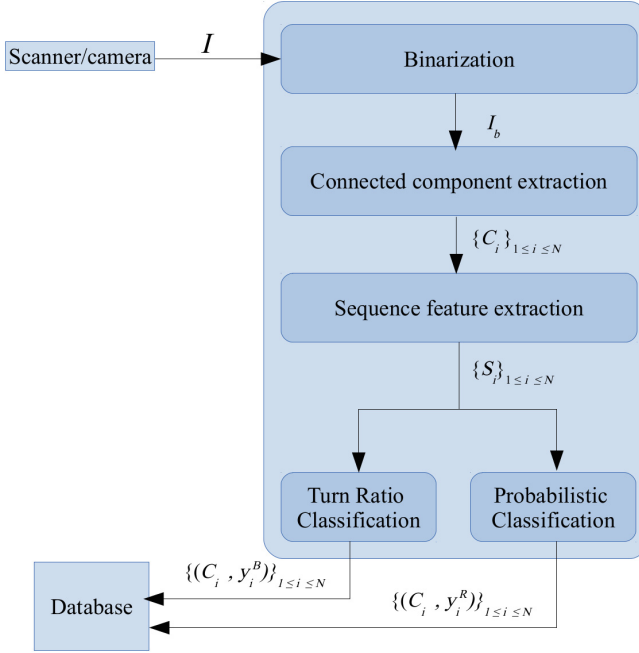 Scanner/camera
I
Binarization
I_b
Connected component extraction
{C_i}_{1≤i≤N}
Sequence feature extraction
{S_i}_{1≤i≤N}
Turn Ratio
Classification
Probabilistic
Classification
{(C_i , y_i^B)}_{1≤i≤N}
{(C_i , y_i^R)}_{1≤i≤N}
Database